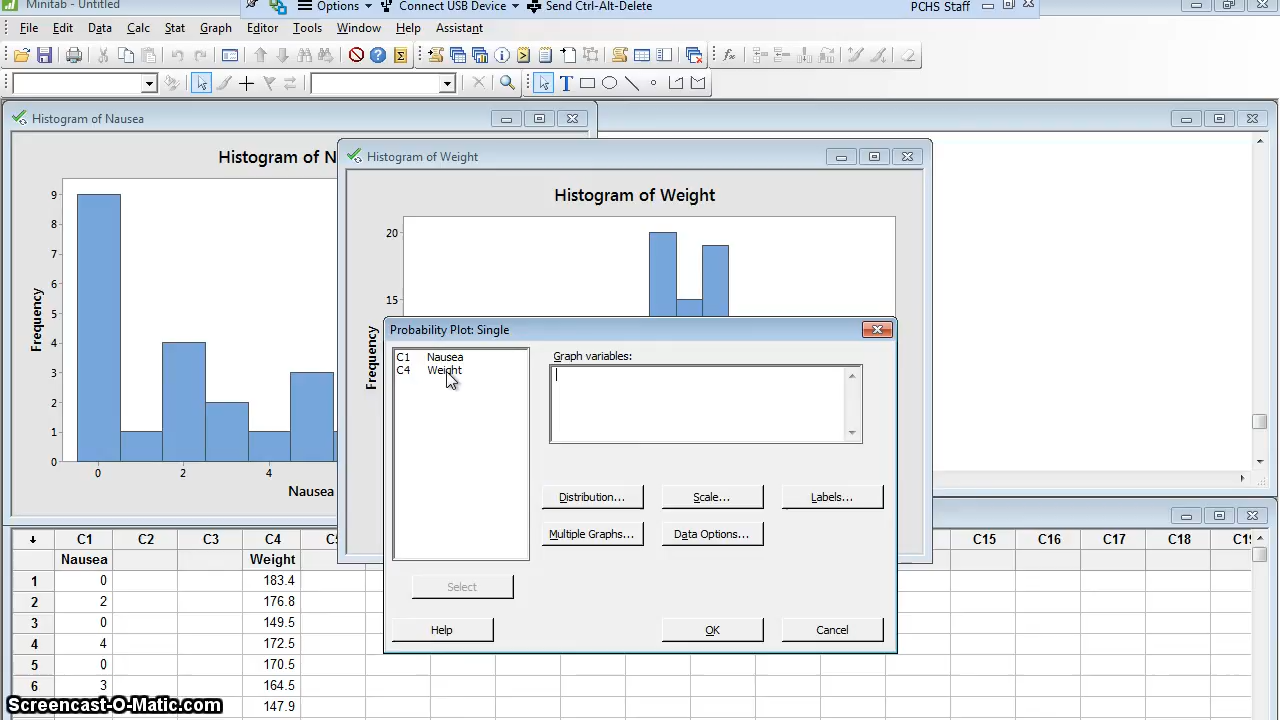 Minitab - Untitled
Options
Connect USB Device
Send Ctrl-Alt-Delete
PCHS Staff
File Edit Data Calc Stat Graph Editor Tools Window Help Assistant
Histogram of Nausea
Histogram of N
9
8
7
6
5
4
3
2
1
0
0 2 4
Frequency
Nausea
Histogram of Weight
Histogram of Weight
20
15
Frequency
Probability Plot: Single
C1 Nausea
C4 Weight
Graph variables:
Distribution... Scale... Labels...
Multiple Graphs... Data Options...
Select
Help OK Cancel
C1 C2 C3 C4 C15 C16 C17 C18
Nausea Weight
1 0 183.4
2 2 176.8
3 0 149.5
4 4 172.5
5 0 170.5
6 3 164.5
147.9
Screencast-O-Matic.com